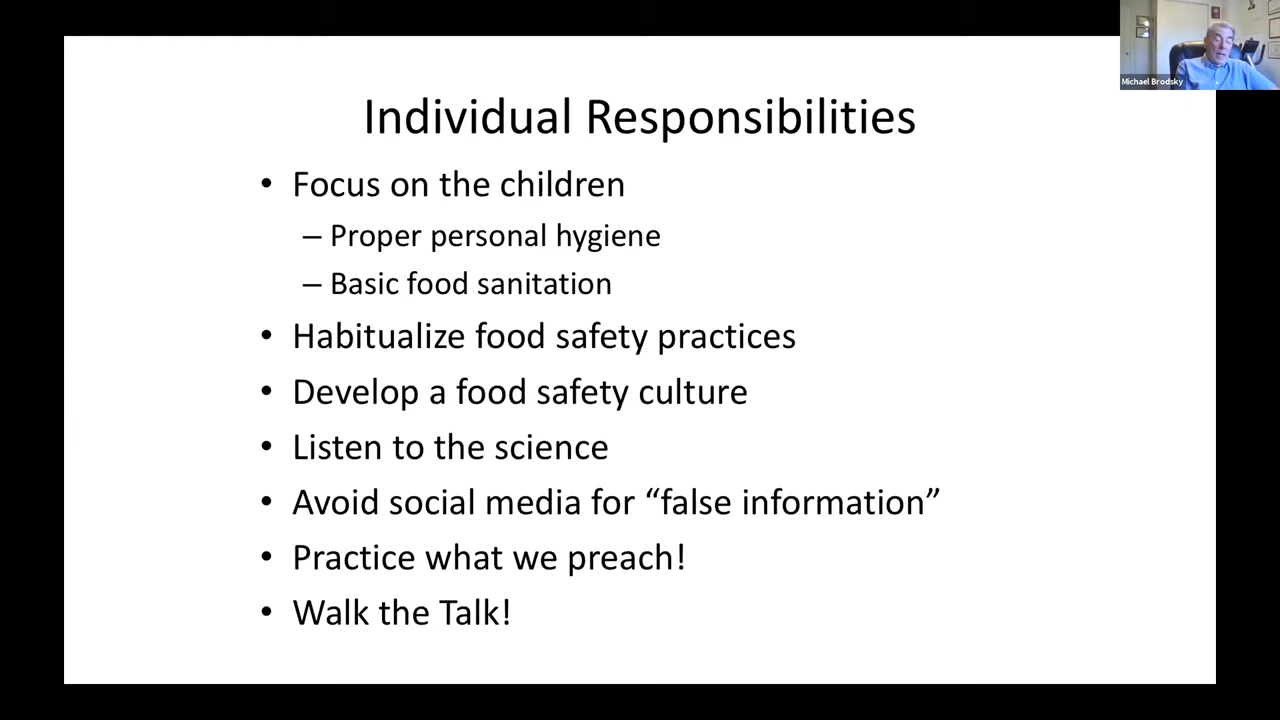 Michael Brodsky
Individual Responsibilities
• Focus on the children
– Proper personal hygiene
– Basic food sanitation
• Habitualize food safety practices
• Develop a food safety culture
• Listen to the science
• Avoid social media for “false information”
• Practice what we preach!
• Walk the Talk!